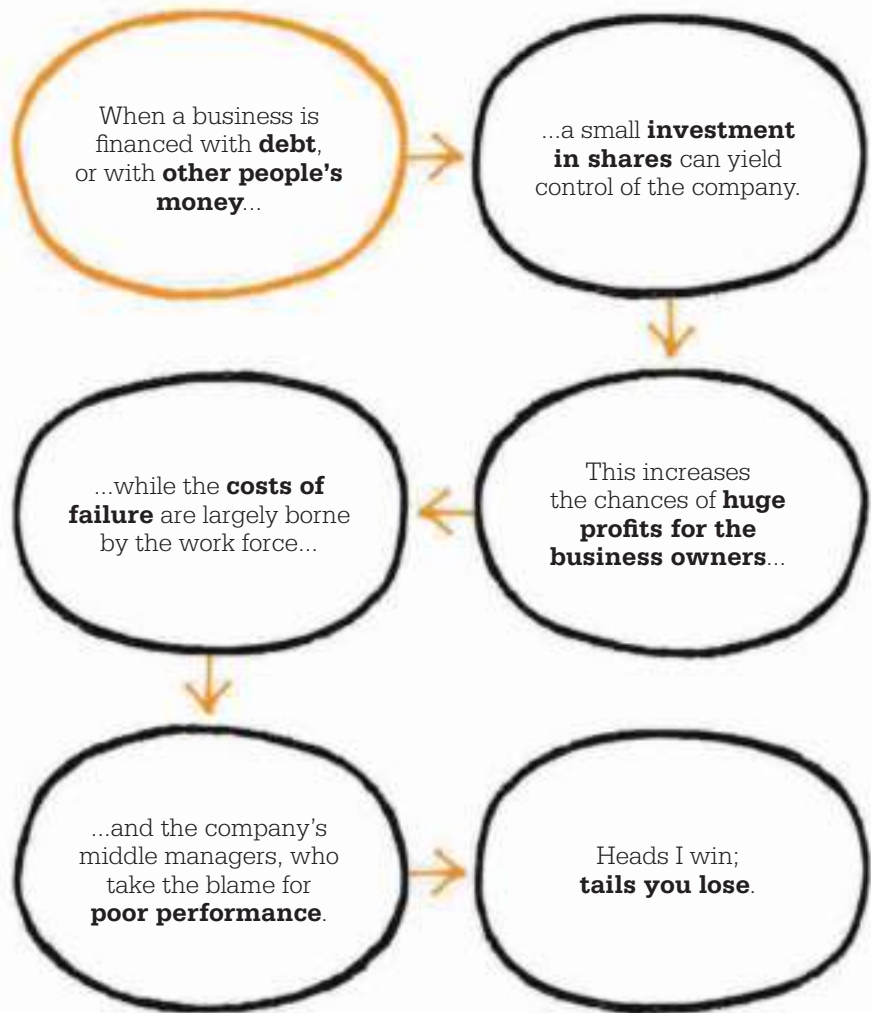 When a business is
financed with debt,
or with other people's
money...
...a small investment
in shares can yield
control of the company.
This increases
the chances of huge
profits for the
business owners...
...while the costs of
failure are largely borne
by the work force...
...and the company's
middle managers, who
take the blame for
poor performance.
Heads I win;
tails you lose.